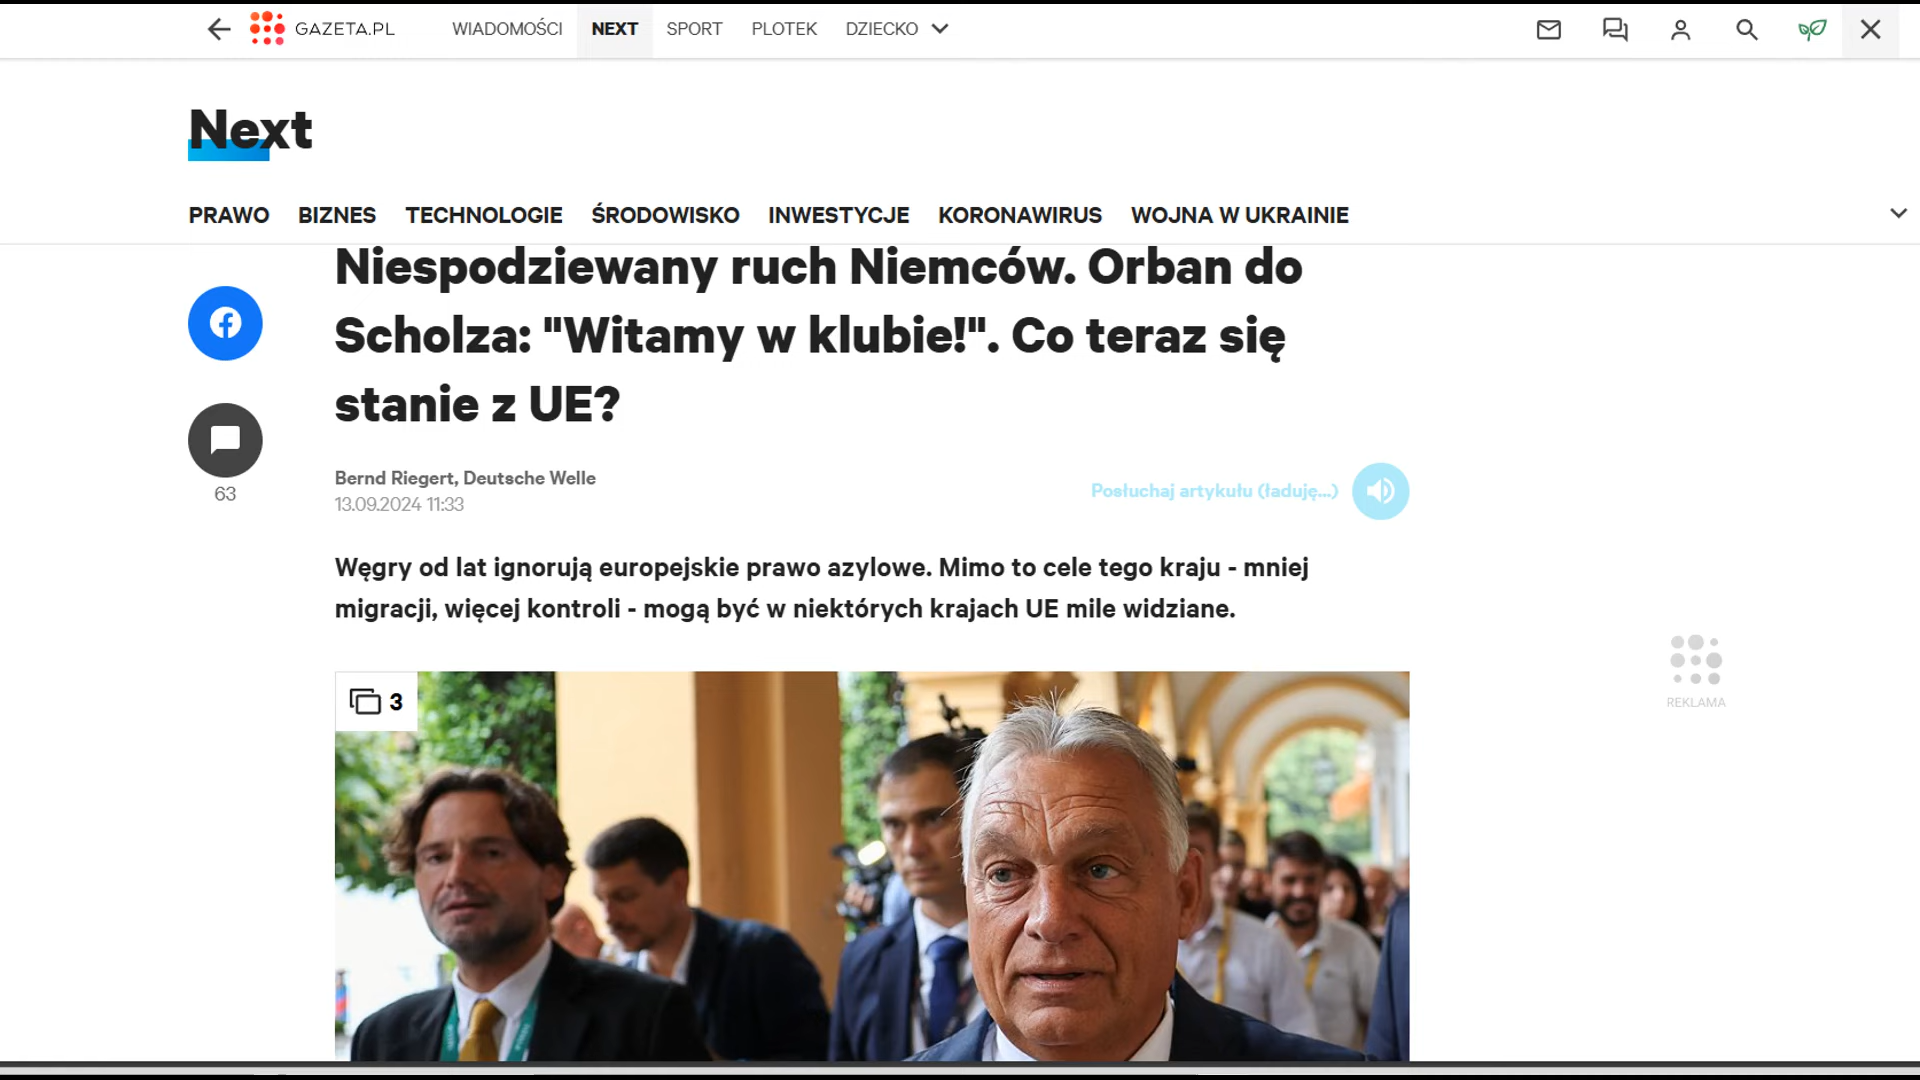 GAZETA.PL
WIADOMOŚCI NEXT SPORT PLOTEK DZIECKO
Next
PRAWO BIZNES TECHNOLOGIE ŚRODOWISKO INWESTYCJE KORONAWIRUS WOJNA W UKRAINIE
Niespodziewany ruch Niemców. Orban do
Scholza: "Witamy w klubie!". Co teraz się
stanie z UE?
63
Bernd Riegert, Deutsche Welle
13.09.2024 11:33
Posłuchaj artykułu (ładuję...)
Węgry od lat ignorują europejskie prawo azylowe. Mimo to cele tego kraju - mniej
migracji, więcej kontroli - mogą być w niektórych krajach UE mile widziane.
3
REKLAMA